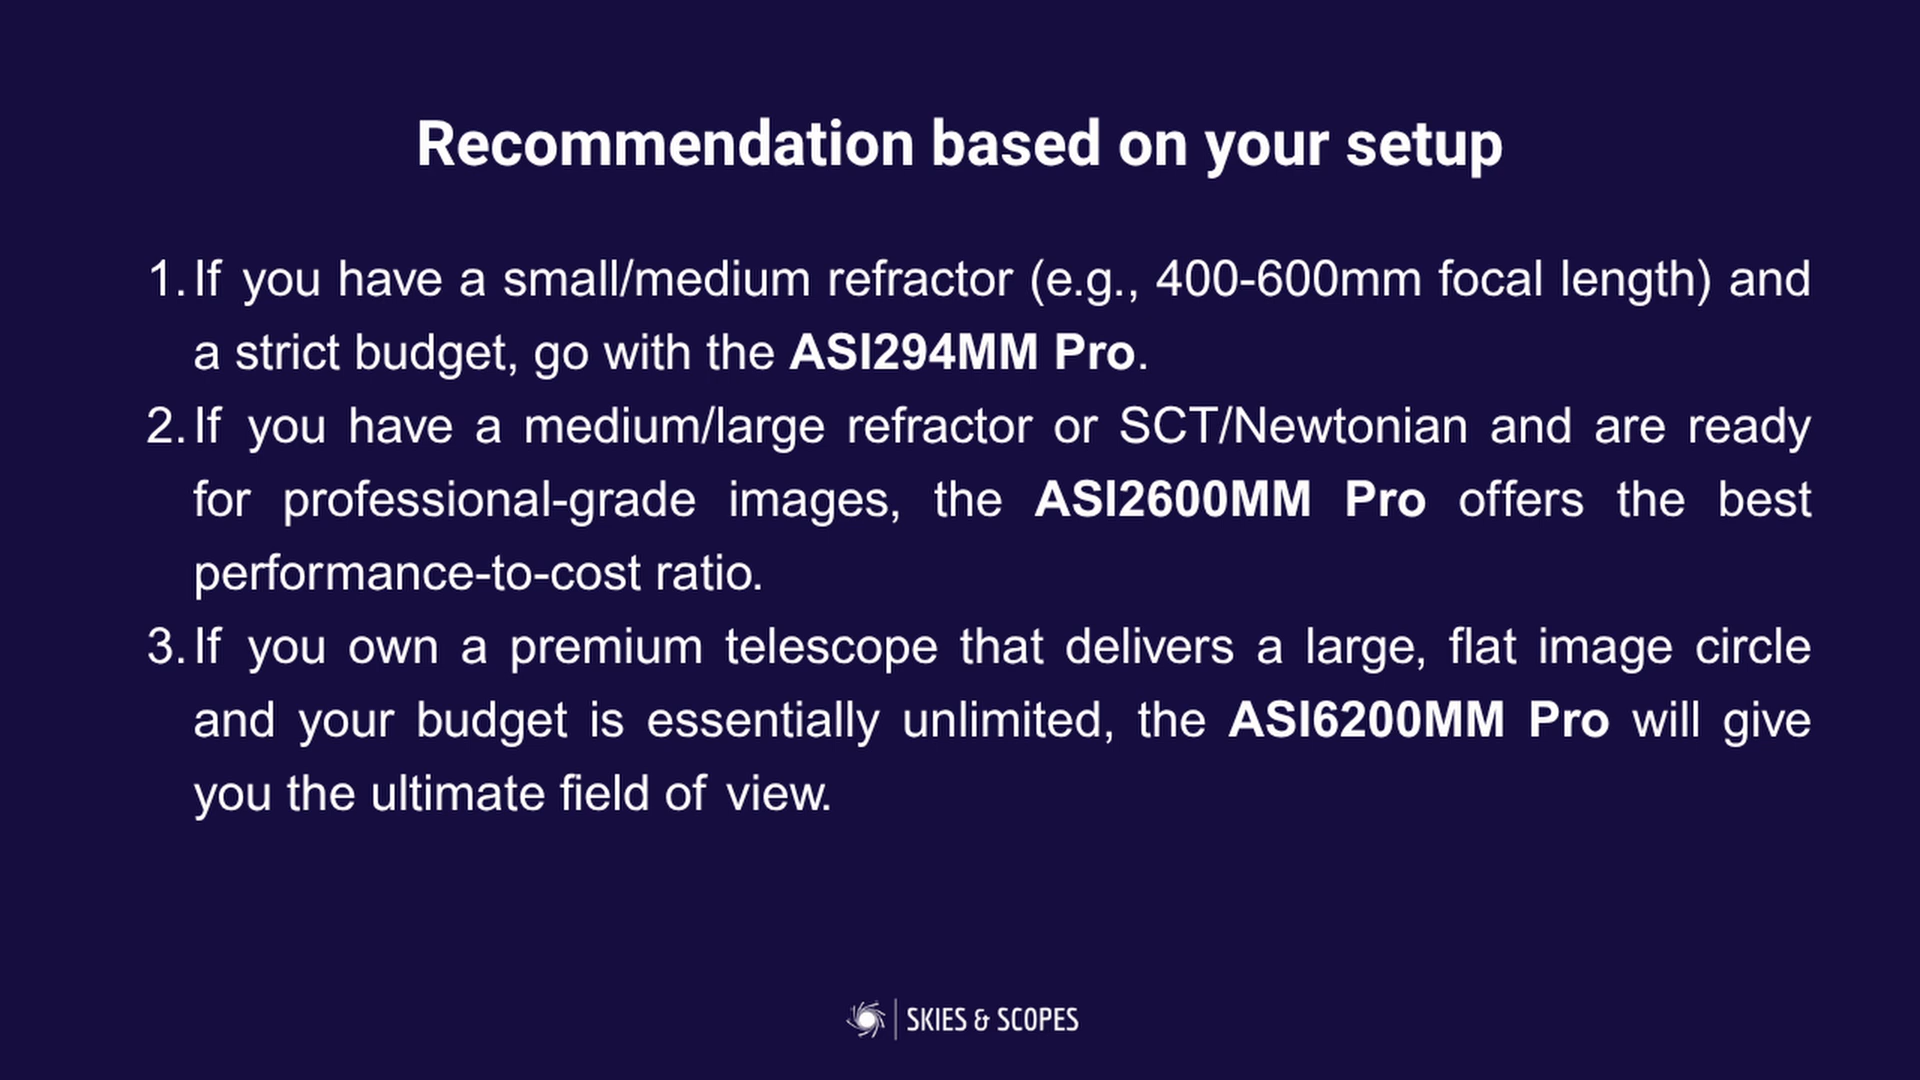 Recommendation based on your setup
1. If you have a small/medium refractor (e.g., 400-600mm focal length) and
a strict budget, go with the ASI294MM Pro.
2. If you have a medium/large refractor or SCT/Newtonian and are ready
for professional-grade images, the ASI2600MM Pro offers the best
performance-to-cost ratio.
3. If you own a premium telescope that delivers a large, flat image circle
and your budget is essentially unlimited, the ASI6200MM Pro will give
you the ultimate field of view.
SKIES & SCOPES